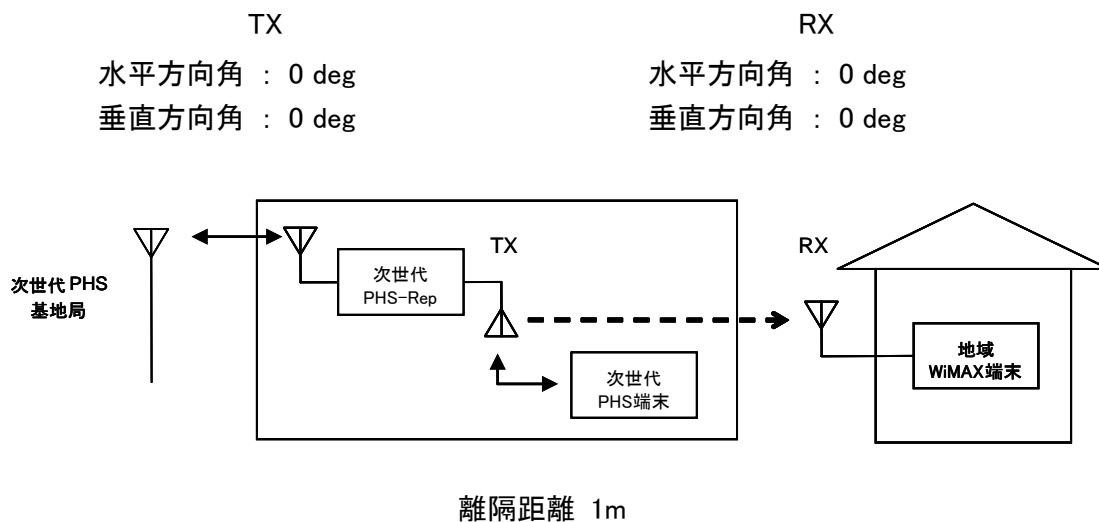 TX
RX
水平方向角 : 0 deg
水平方向角 : 0 deg
垂直方向角 : 0 deg
垂直方向角 : 0 deg
TX
RX
次世代 PHS
基地局
次世代
PHS-Rep
次世代
PHS端末
地域
WiMAX端末
離隔距離 1m